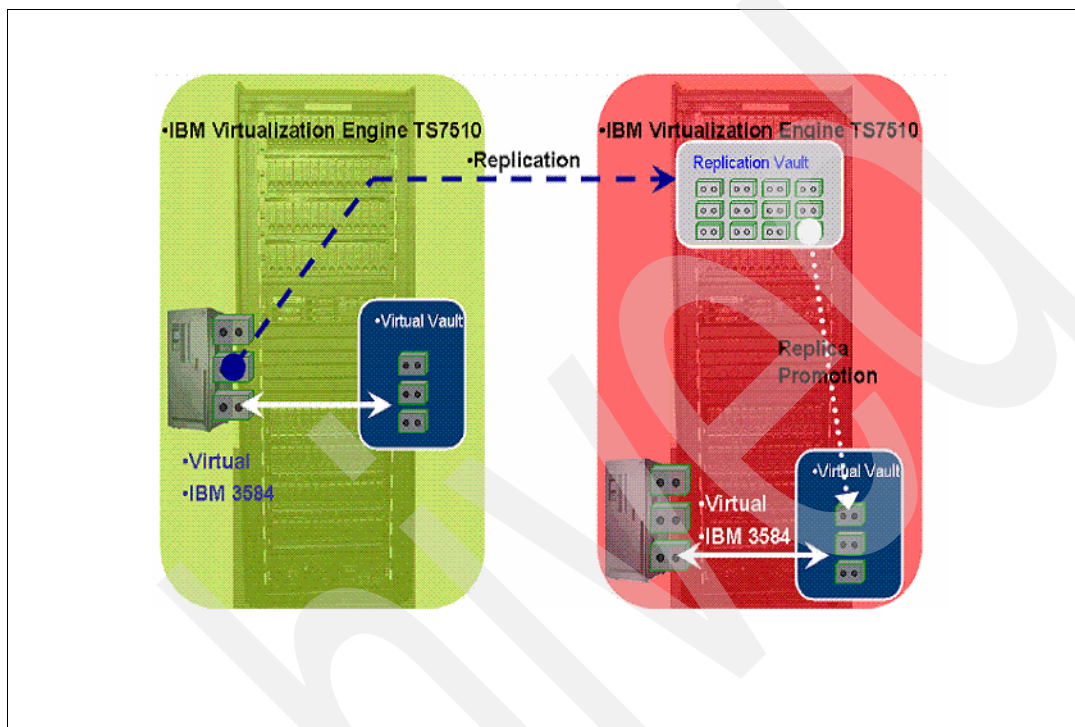 •IBM Virtualization Engine TS7510
•IBM Virtualization Engine TS7510
•Replication
Replication Vault
•Virtual Vault
Replica
Promotion
•Virtual
•IBM 3584
•Virtual Vault
•Virtual
•IBM 3584